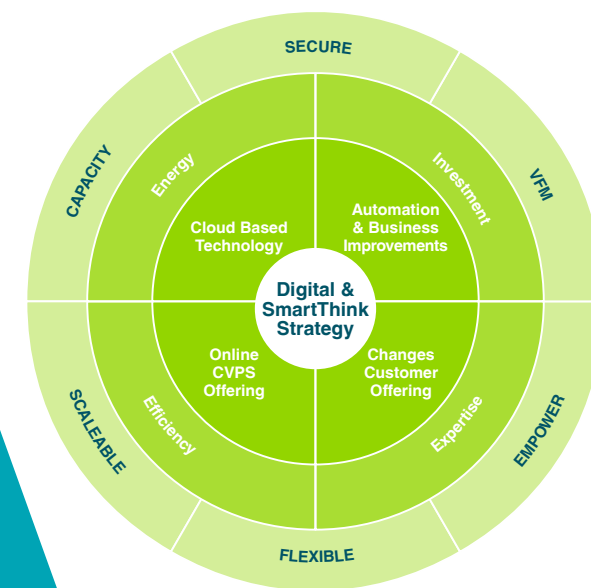 SECURE
CAPACITY
VFM
Energy
Investment
Cloud Based
Technology
Automation
& Business
Improvements
Digital &
SmartThink
Strategy
Online
CVPS
Offering
Changes
Customer
Offering
Efficiency
Expertise
SCALEABLE
EMPOWER
FLEXIBLE